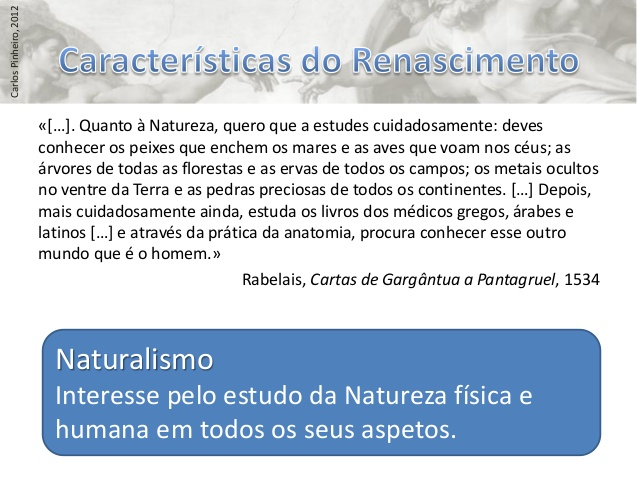 Carlos Pinheiro, 2012
Características do Renascimento
«[...]. Quanto à Natureza, quero que a estudes cuidadosamente: deves
conhecer os peixes que enchem os mares e as aves que voam nos céus; as
árvores de todas as florestas e as ervas de todos os campos; os metais ocultos
no ventre da Terra e as pedras preciosas de todos os continentes. [...] Depois,
mais cuidadosamente ainda, estuda os livros dos médicos gregos, árabes e
latinos [...] e através da prática da anatomia, procura conhecer esse outro
mundo que é o homem.»
Rabelais, Cartas de Gargântua a Pantagruel, 1534
Naturalismo
Interesse pelo estudo da Natureza física e
humana em todos os seus aspetos.